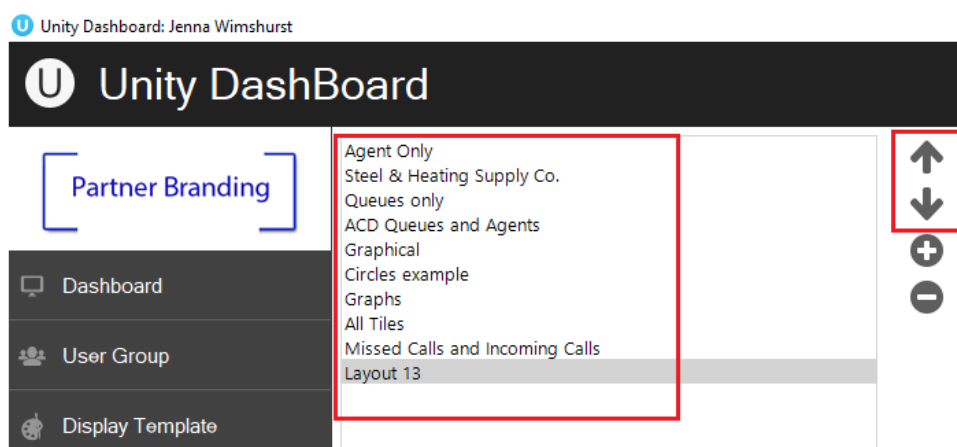 Unity Dashboard: Jenna Wimshurst
Unity DashBoard
Partner Branding
Dashboard
User Group
Display Template
Agent Only
Steel & Heating Supply Co.
Queues only
ACD Queues and Agents
Graphical
Circles example
Graphs
All Tiles
Missed Calls and Incoming Calls
Layout 13